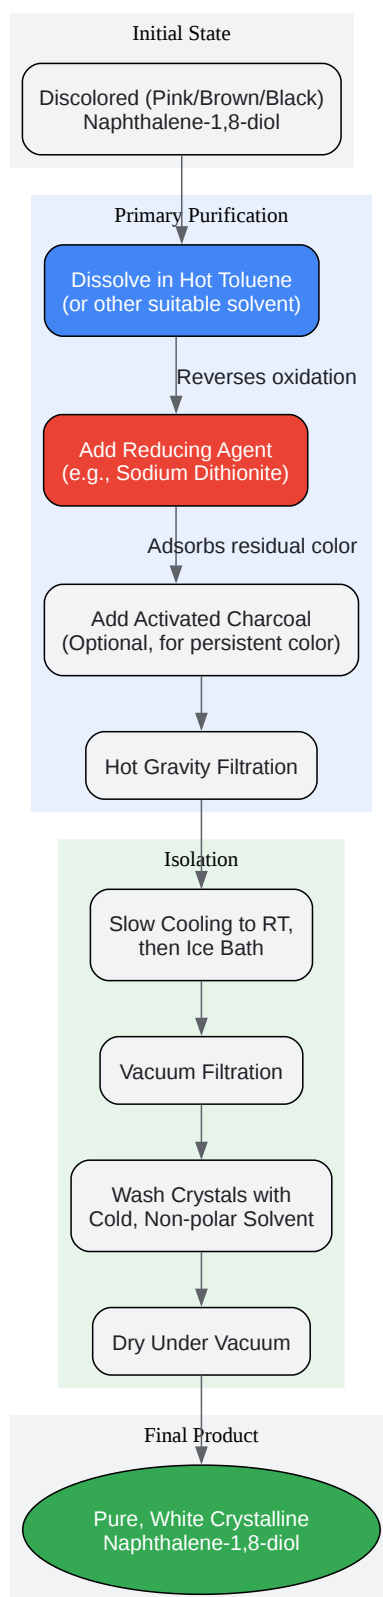 Initial State
Discolored (Pink/Brown/Black)
Naphthalene-1,8-diol
Primary Purification
Dissolve in Hot Toluene
(or other suitable solvent)
Reverses oxidation
Add Reducing Agent
(e.g., Sodium Dithionite)
Adsorbs residual color
Add Activated Charcoal
(Optional, for persistent color)
Hot Gravity Filtration
Isolation
Slow Cooling to RT,
then Ice Bath
Vacuum Filtration
Wash Crystals with
Cold, Non-polar Solvent
Dry Under Vacuum
Final Product
Pure, White Crystalline
Naphthalene-1,8-diol